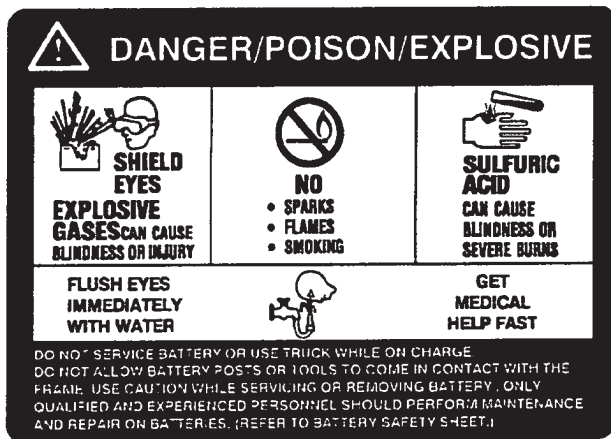 DANGER/POISON/EXPLOSIVE
SHIELD
EYES
EXPLOSIVE
GASES CAN CAUSE
BLINDNESS OR INJURY
NO
• SPARKS
• FLAMES
• SMOKING
SULFURIC
ACID
CAN CAUSE
BLINDNESS OR
SEVERE BURNS
FLUSH EYES
IMMEDIATELY
WITH WATER
GET
MEDICAL
HELP FAST
DO NOT SERVICE BATTERY OR USE TRUCK WHILE ON CHARGE
DO NOT ALLOW BATTERY POSTS OR TOOLS TO COME IN CONTACT WITH THE
FRAME. USE CAUTION WHILE SERVICING OR REMOVING BATTERY. ONLY
QUALIFIED AND EXPERIENCED PERSONNEL SHOULD PERFORM MAINTENANCE
AND REPAIR ON BATTERIES. (REFER TO BATTERY SAFETY SHEET.)